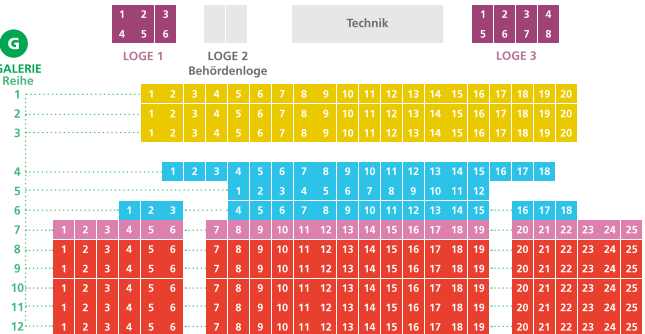 1 2 3 Technik 1 2 3 4
4 5 6 5 6 7 8
G LOGE 1 LOGE 2 LOGE 3
Behördenloge
GALERIE
Reihe
1 1 2 3 4 5 6 7 8 9 10 11 12 13 14 15 16 17 18 19 20
2 1 2 3 4 5 6 7 8 9 10 11 12 13 14 15 16 17 18 19 20
3 1 2 3 4 5 6 7 8 9 10 11 12 13 14 15 16 17 18 19 20
4 1 2 3 4 5 6 7 8 9 10 11 12 13 14 15 16 17 18
5 1 2 3 4 5 6 7 8 9 10 11 12
6 1 2 3 4 5 6 7 8 9 10 11 12 13 14 15 16 17 18
7 1 2 3 4 5 6 7 8 9 10 11 12 13 14 15 16 17 18 19 20 21 22 23 24 25
8 1 2 3 4 5 6 7 8 9 10 11 12 13 14 15 16 17 18 19 20 21 22 23 24 25
9 1 2 3 4 5 6 7 8 9 10 11 12 13 14 15 16 17 18 19 20 21 22 23 24 25
10 1 2 3 4 5 6 7 8 9 10 11 12 13 14 15 16 17 18 19 20 21 22 23 24 25
11 1 2 3 4 5 6 7 8 9 10 11 12 13 14 15 16 17 18 19 20 21 22 23 24 25
12 1 2 3 4 5 6 7 8 9 10 11 12 13 14 15 16 17 18 19 20 21 22 23 24 25